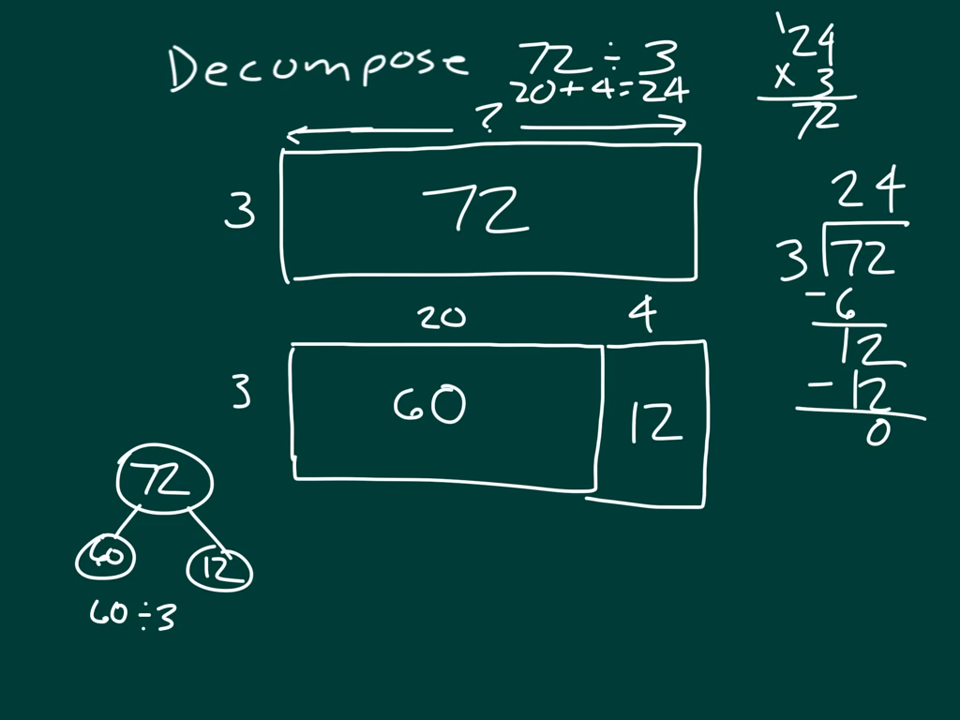 Decompose 72 ÷ 3
20 + 4 = 24
?
3 72
20 4
3 60 12
72
60 12
60 ÷ 3
1
24
x 3
72
24
3 72
- 6
12
- 12
0